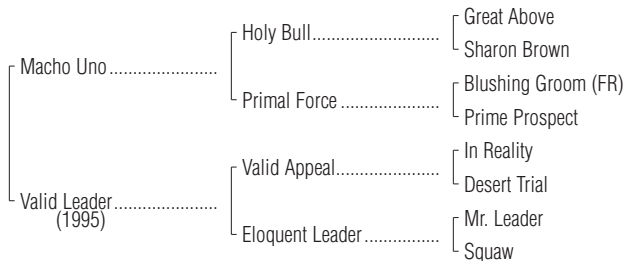 Great Above
Holy Bull
Sharon Brown
Macho Uno
Blushing Groom (FR)
Primal Force
Prime Prospect
In Reality
Valid Appeal
Desert Trial
Valid Leader
(1995)
Mr. Leader
Eloquent Leader
Squaw